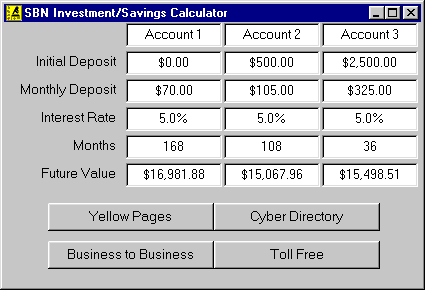 SBN Investment/Savings Calculator
Account 1 Account 2 Account 3
Initial Deposit $0.00 $500.00 $2,500.00
Monthly Deposit $70.00 $105.00 $325.00
Interest Rate 5.0% 5.0% 5.0%
Months 168 108 36
Future Value $16,981.88 $15,067.96 $15,498.51
Yellow Pages Cyber Directory
Business to Business Toll Free